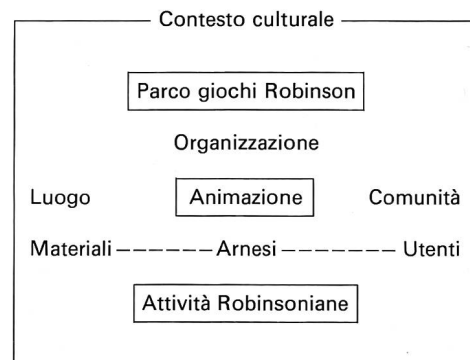 Contesto culturale
Parco giochi Robinson
Organizzazione
Luogo Animazione Comunità
Materiali Arnesi Utenti
Attività Robinsoniane